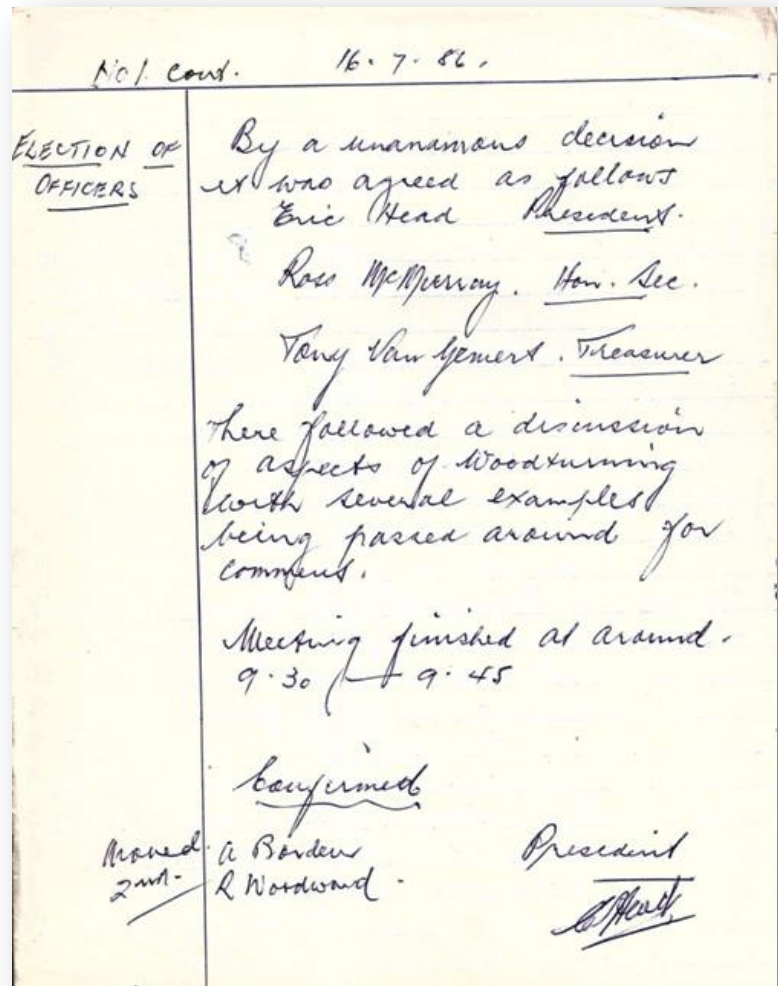 No 1. cont. 16.7.86.
ELECTION OF
OFFICERS
By a unanamous decision
it was agreed as follows
Eric Head President.
Ross McMurray. Hon. Sec.
Tony Van Gemert. Treasurer
There followed a discussion
of aspects of Woodturning
with several examples
being passed around for
comment.
Meeting finished at around.
9.30 — 9.45
Confirmed
Moved A
2nd. R Woodward.
President